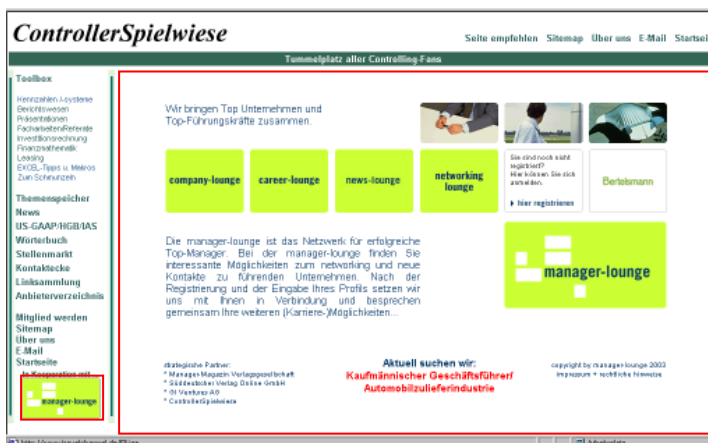 ControllerSpielwiese
Seite empfehlen Sitemap Über uns E-Mail Startsei
Tummelplatz aller Controlling-Fans
Toolbox
Kennzahlen /-systeme
Berichtswesen
Präsentationen
Facharbeiten/Referate
Investitionsrechnung
Finanzmathematik
Leasing
EXCEL-Tipps u. Makros
Zum Schmunzeln
Themenspeicher
News
US-GAAP/HGB/IAS
Wörterbuch
Stellenmarkt
Kontaktecke
Linksammlung
Anbieterverzeichnis
Mitglied werden
Sitemap
Über uns
E-Mail
Startseite
In Kooperation mit...
manager-lounge
Wir bringen Top Unternehmen und
Top-Führungskräfte zusammen.
company-lounge
career-lounge
news-lounge
networking
lounge
Sie sind noch nicht
registriert?
Hier können Sie sich
anmelden.
hier registrieren
Bertelsmann
Die manager-lounge ist das Netzwerk für erfolgreiche
Top-Manager. Bei der manager-lounge finden Sie
interessante Möglichkeiten zum networking und neue
Kontakte zu führenden Unternehmen. Nach der
Registrierung und der Eingabe Ihres Profils setzen wir
uns mit Ihnen in Verbindung und besprechen
gemeinsam Ihre weiteren (Karriere-)Möglichkeiten...
manager-lounge
strategische Partner:
* Manager Magazin Verlagsgesellschaft
* Süddeutscher Verlag Online GmbH
* GI Ventures AG
* ControllerSpielwiese
Aktuell suchen wir:
Kaufmännischer Geschäftsführer/
Automobilzulieferindustrie
copyright by manager-lounge 2003
impressum + rechtliche hinweise